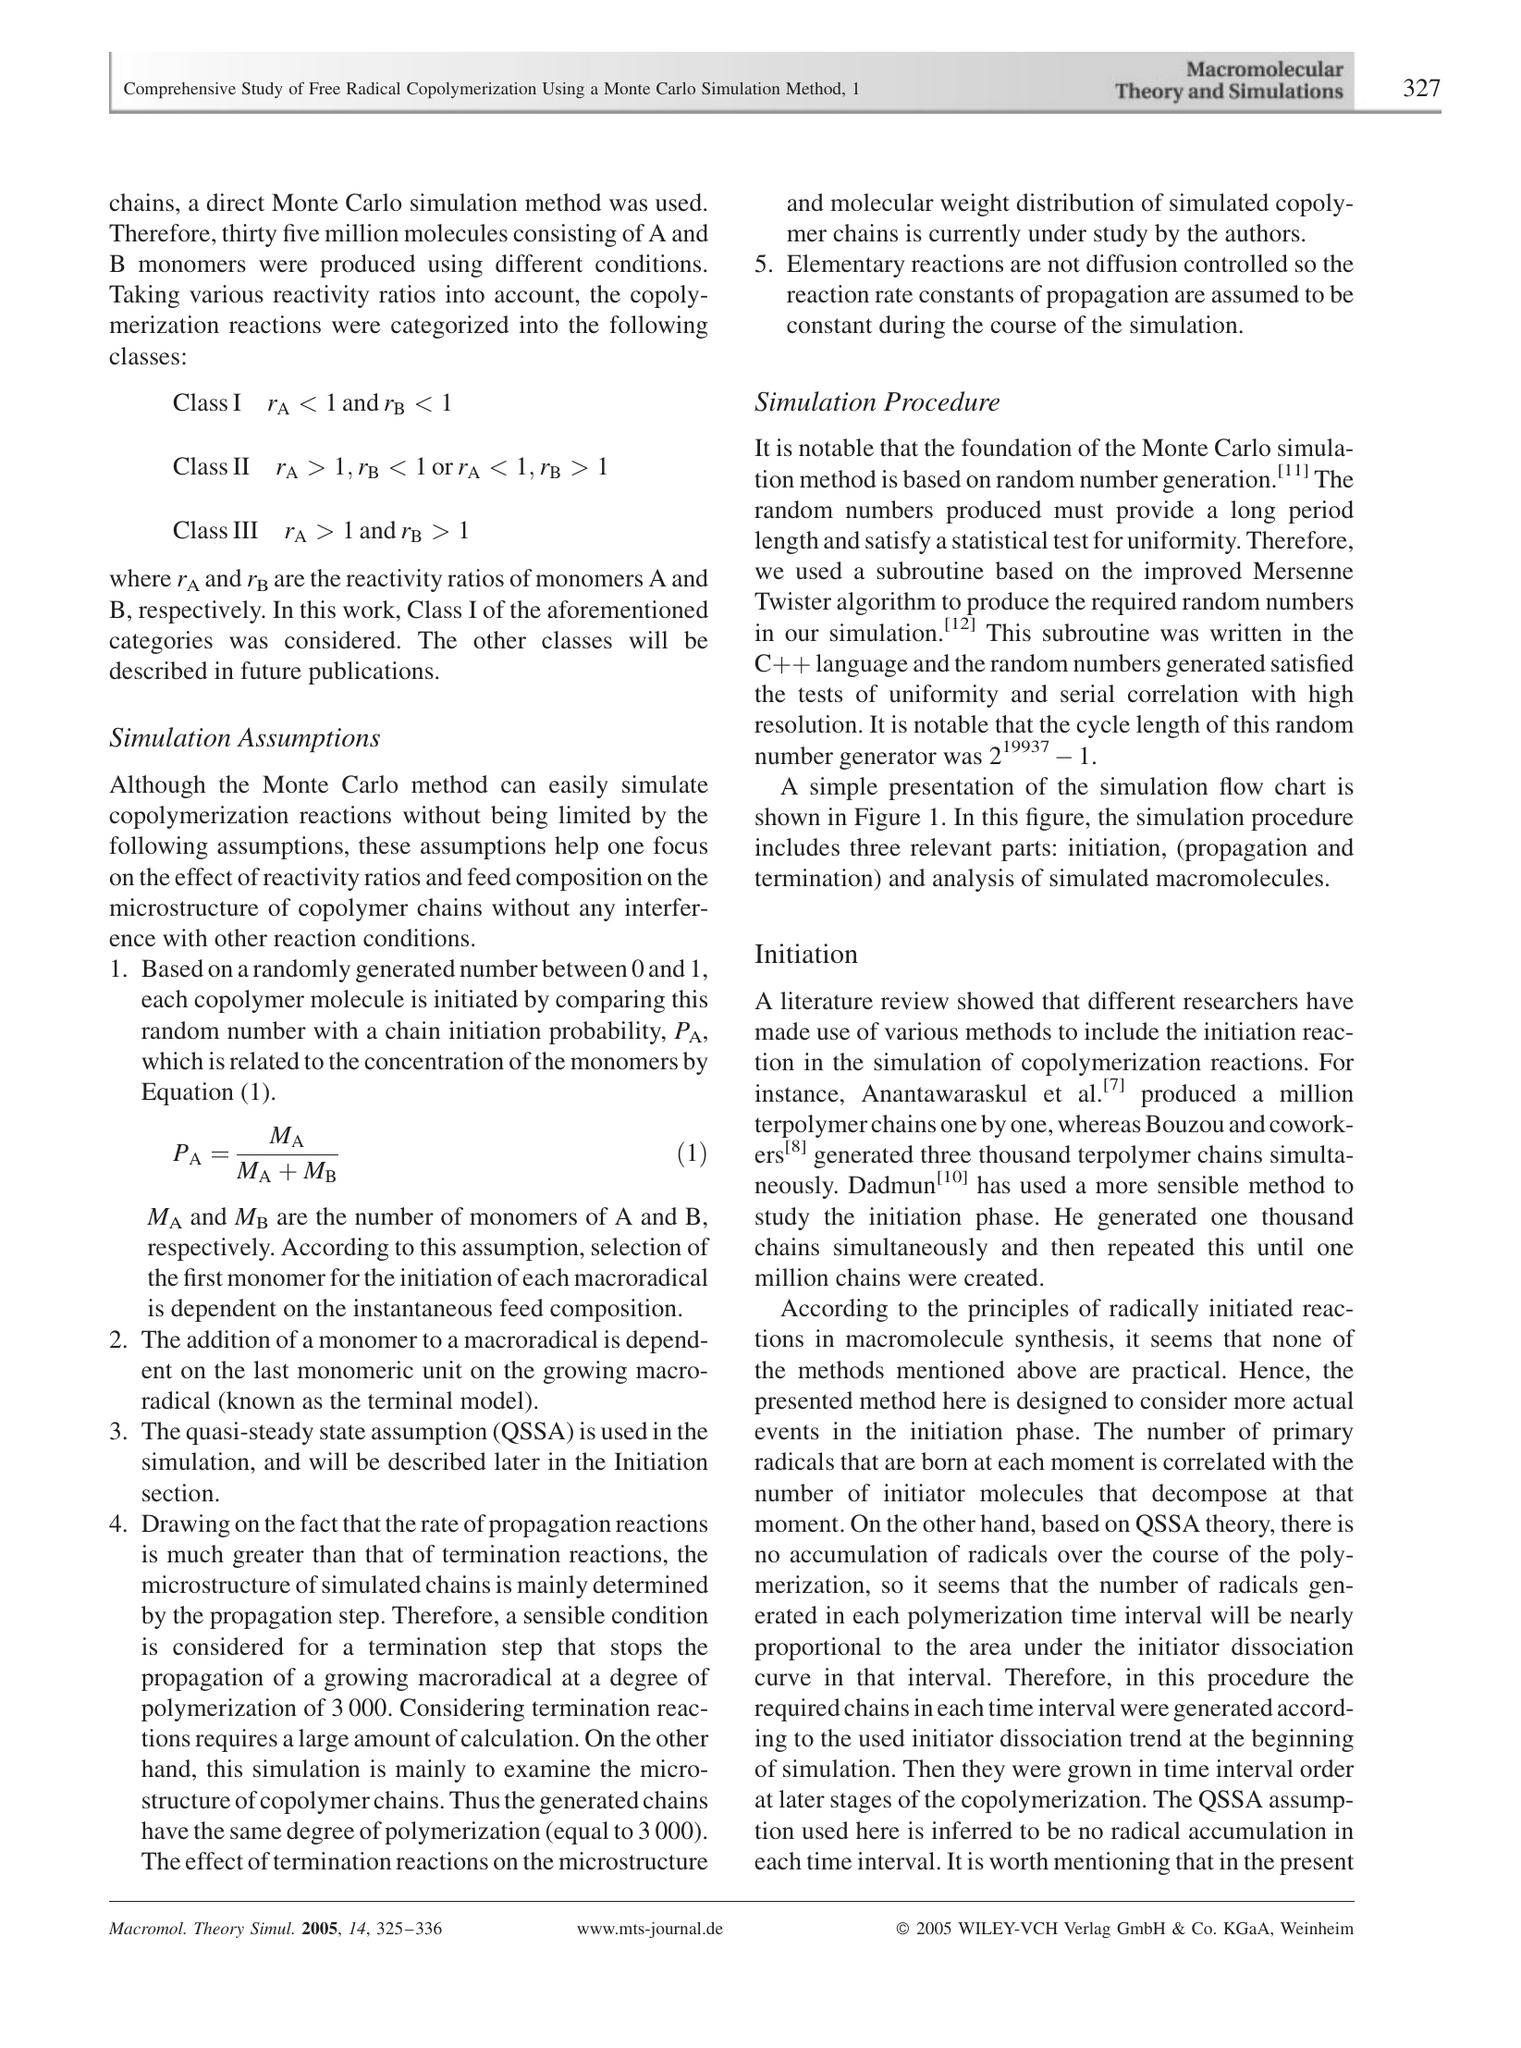 Comprehensive Study of Free Radical Copolymerization Using a Monte Carlo Simulation Method, 1
Macromolecular
Theory and Simulations
327
chains, a direct Monte Carlo simulation method was used.
Therefore, thirty five million molecules consisting of A and
B monomers were produced using different conditions.
Taking various reactivity ratios into account, the copoly-
merization reactions were categorized into the following
classes:
Class I r_A < 1 and r_B < 1
Class II r_A > 1, r_B < 1 or r_A < 1, r_B > 1
Class III r_A > 1 and r_B > 1
where r_A and r_B are the reactivity ratios of monomers A and
B, respectively. In this work, Class I of the aforementioned
categories was considered. The other classes will be
described in future publications.
Simulation Assumptions
Although the Monte Carlo method can easily simulate
copolymerization reactions without being limited by the
following assumptions, these assumptions help one focus
on the effect of reactivity ratios and feed composition on the
microstructure of copolymer chains without any interfer-
ence with other reaction conditions.
1. Based on a randomly generated number between 0 and 1,
each copolymer molecule is initiated by comparing this
random number with a chain initiation probability, P_A,
which is related to the concentration of the monomers by
Equation (1).
P_A = M_A / (M_A + M_B) (1)
M_A and M_B are the number of monomers of A and B,
respectively. According to this assumption, selection of
the first monomer for the initiation of each macroradical
is dependent on the instantaneous feed composition.
2. The addition of a monomer to a macroradical is depend-
ent on the last monomeric unit on the growing macro-
radical (known as the terminal model).
3. The quasi-steady state assumption (QSSA) is used in the
simulation, and will be described later in the Initiation
section.
4. Drawing on the fact that the rate of propagation reactions
is much greater than that of termination reactions, the
microstructure of simulated chains is mainly determined
by the propagation step. Therefore, a sensible condition
is considered for a termination step that stops the
propagation of a growing macroradical at a degree of
polymerization of 3 000. Considering termination reac-
tions requires a large amount of calculation. On the other
hand, this simulation is mainly to examine the micro-
structure of copolymer chains. Thus the generated chains
have the same degree of polymerization (equal to 3 000).
The effect of termination reactions on the microstructure
and molecular weight distribution of simulated copoly-
mer chains is currently under study by the authors.
5. Elementary reactions are not diffusion controlled so the
reaction rate constants of propagation are assumed to be
constant during the course of the simulation.
Simulation Procedure
It is notable that the foundation of the Monte Carlo simula-
tion method is based on random number generation.[11] The
random numbers produced must provide a long period
length and satisfy a statistical test for uniformity. Therefore,
we used a subroutine based on the improved Mersenne
Twister algorithm to produce the required random numbers
in our simulation.[12] This subroutine was written in the
C++ language and the random numbers generated satisfied
the tests of uniformity and serial correlation with high
resolution. It is notable that the cycle length of this random
number generator was 2^19937 − 1.
A simple presentation of the simulation flow chart is
shown in Figure 1. In this figure, the simulation procedure
includes three relevant parts: initiation, (propagation and
termination) and analysis of simulated macromolecules.
Initiation
A literature review showed that different researchers have
made use of various methods to include the initiation reac-
tion in the simulation of copolymerization reactions. For
instance, Anantawaraskul et al.[7] produced a million
terpolymer chains one by one, whereas Bouzou and cowork-
ers[8] generated three thousand terpolymer chains simulta-
neously. Dadmun[10] has used a more sensible method to
study the initiation phase. He generated one thousand
chains simultaneously and then repeated this until one
million chains were created.
According to the principles of radically initiated reac-
tions in macromolecule synthesis, it seems that none of
the methods mentioned above are practical. Hence, the
presented method here is designed to consider more actual
events in the initiation phase. The number of primary
radicals that are born at each moment is correlated with the
number of initiator molecules that decompose at that
moment. On the other hand, based on QSSA theory, there is
no accumulation of radicals over the course of the poly-
merization, so it seems that the number of radicals gen-
erated in each polymerization time interval will be nearly
proportional to the area under the initiator dissociation
curve in that interval. Therefore, in this procedure the
required chains in each time interval were generated accord-
ing to the used initiator dissociation trend at the beginning
of simulation. Then they were grown in time interval order
at later stages of the copolymerization. The QSSA assump-
tion used here is inferred to be no radical accumulation in
each time interval. It is worth mentioning that in the present
Macromol. Theory Simul. 2005, 14, 325–336
www.mts-journal.de
© 2005 WILEY-VCH Verlag GmbH & Co. KGaA, Weinheim